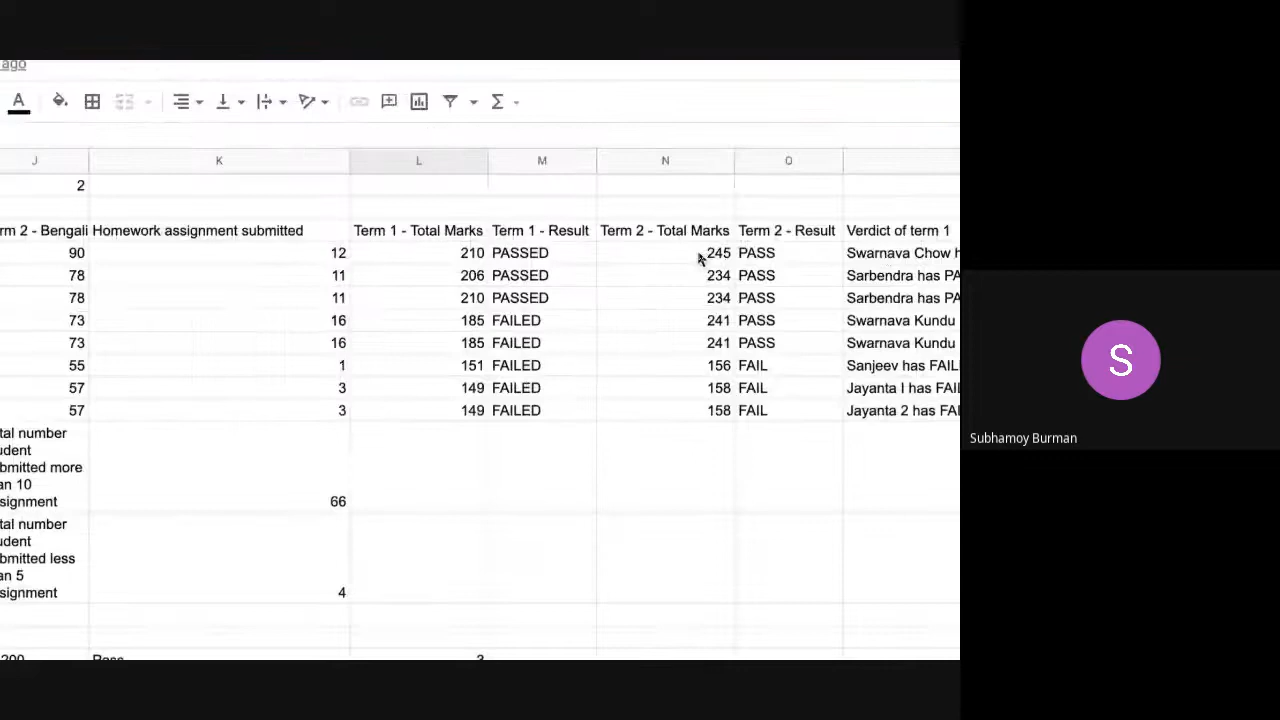 ago
A
J K L M N O
2
rm 2 - Bengali Homework assignment submitted Term 1 - Total Marks Term 1 - Result Term 2 - Total Marks Term 2 - Result Verdict of term 1
90 12 210 PASSED 245 PASS Swarnava Chow h
78 11 206 PASSED 234 PASS Sarbendra has PA
78 11 210 PASSED 234 PASS Sarbendra has PA
73 16 185 FAILED 241 PASS Swarnava Kundu
73 16 185 FAILED 241 PASS Swarnava Kundu
55 1 151 FAILED 156 FAIL Sanjeev has FAIL
57 3 149 FAILED 158 FAIL Jayanta I has FAI
57 3 149 FAILED 158 FAIL Jayanta 2 has FAI
tal number
udent
bmitted more
an 10
signment 66
tal number
udent
bmitted less
an 5
signment 4
200 Pass 3
S
Subhamoy Burman